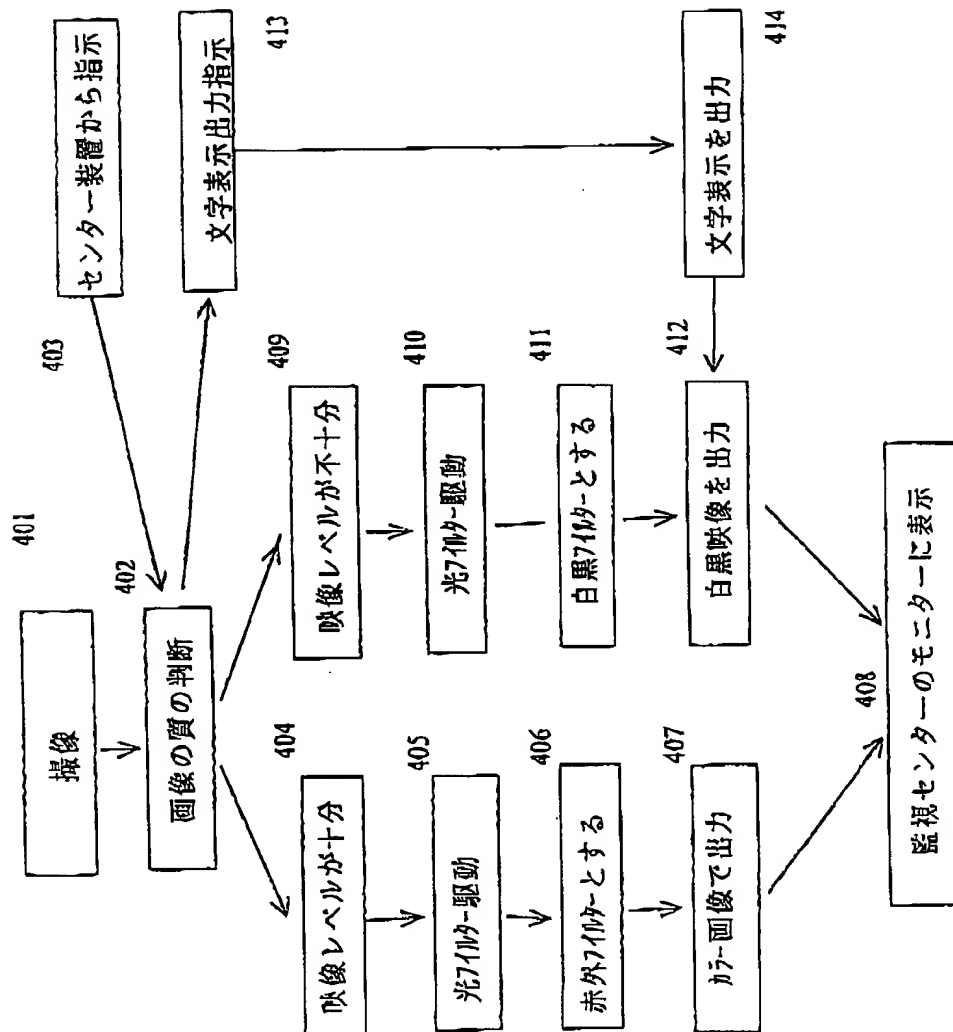 401
撮像
402
画像の質の判断
403
センター装置から指示
413
文字表示出力指示
404
映像レベルが十分
409
映像レベルが不十分
405
光フィルター駆動
410
光フィルター駆動
406
赤外フィルターとする
411
白黒フィルターとする
407
カラー画像で出力
412
白黒映像を出力
414
文字表示を出力
408
監視センターのモニターに表示